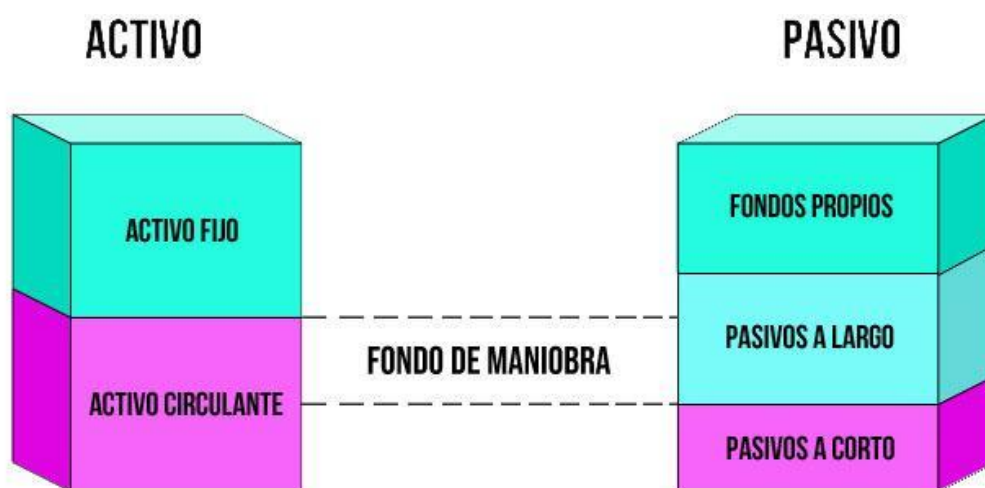 ACTIVO
PASIVO
ACTIVO FIJO
FONDOS PROPIOS
PASIVOS A LARGO
FONDO DE MANIOBRA
ACTIVO CIRCULANTE
PASIVOS A CORTO